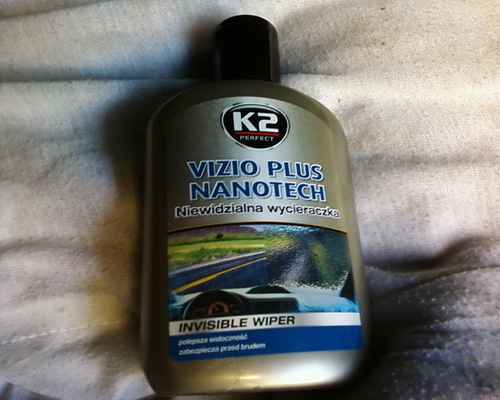 K2
PERFECT
VIZIO PLUS
NANOTECH
Niewidzialna wycieraczka
INVISIBLE WIPER
polepsza widoczność
zabezpiecza przed brudem